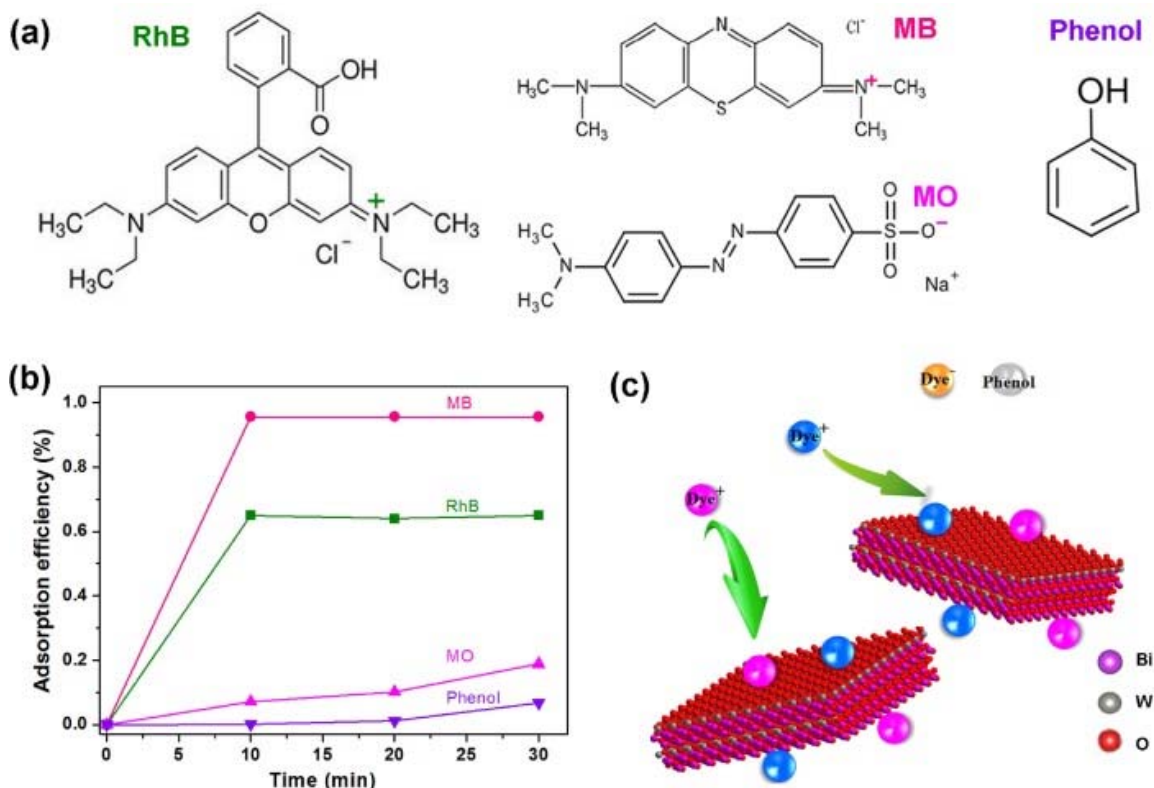 (a)
RhB
OH
O
H₃C
N
CH₃
O
+
N
Cl⁻
H₃C
CH₃
N
Cl⁻ MB
H₃C
N
CH₃
S
N⁺
CH₃
CH₃
MO
O
S
O⁻
O
H₃C
N
CH₃
N
N
Na⁺
Phenol
OH
(b)
Adsorption efficiency (%)
1.0
0.8
0.6
0.4
0.2
0.0
MB
RhB
MO
Phenol
0 5 10 15 20 25 30
Time (min)
(c)
Dye⁻ Phenol
Dye⁺
Dye⁺
Bi
W
O